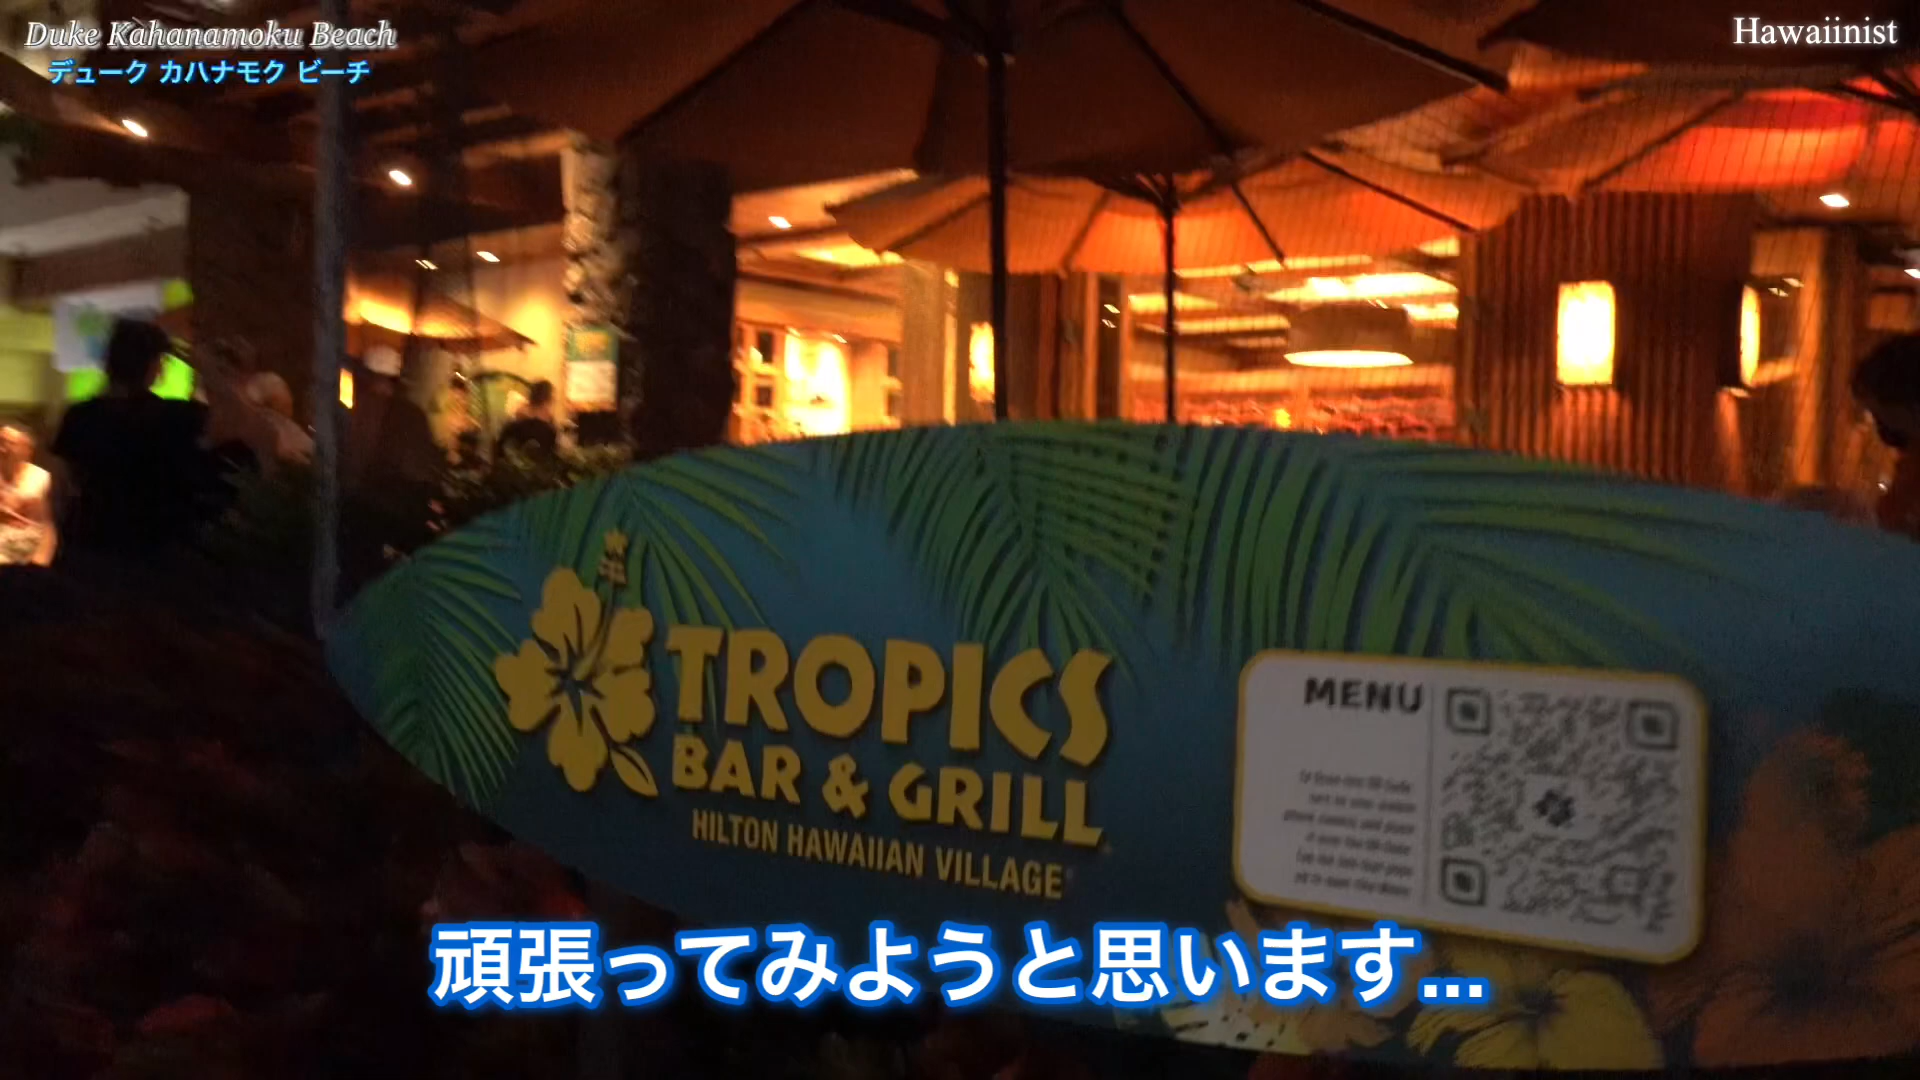 Duke Kahanamoku Beach
デューク カハナモク ビーチ
Hawaiinist
TROPICS
BAR & GRILL
HILTON HAWAIIAN VILLAGE
MENU
頑張ってみようと思います...